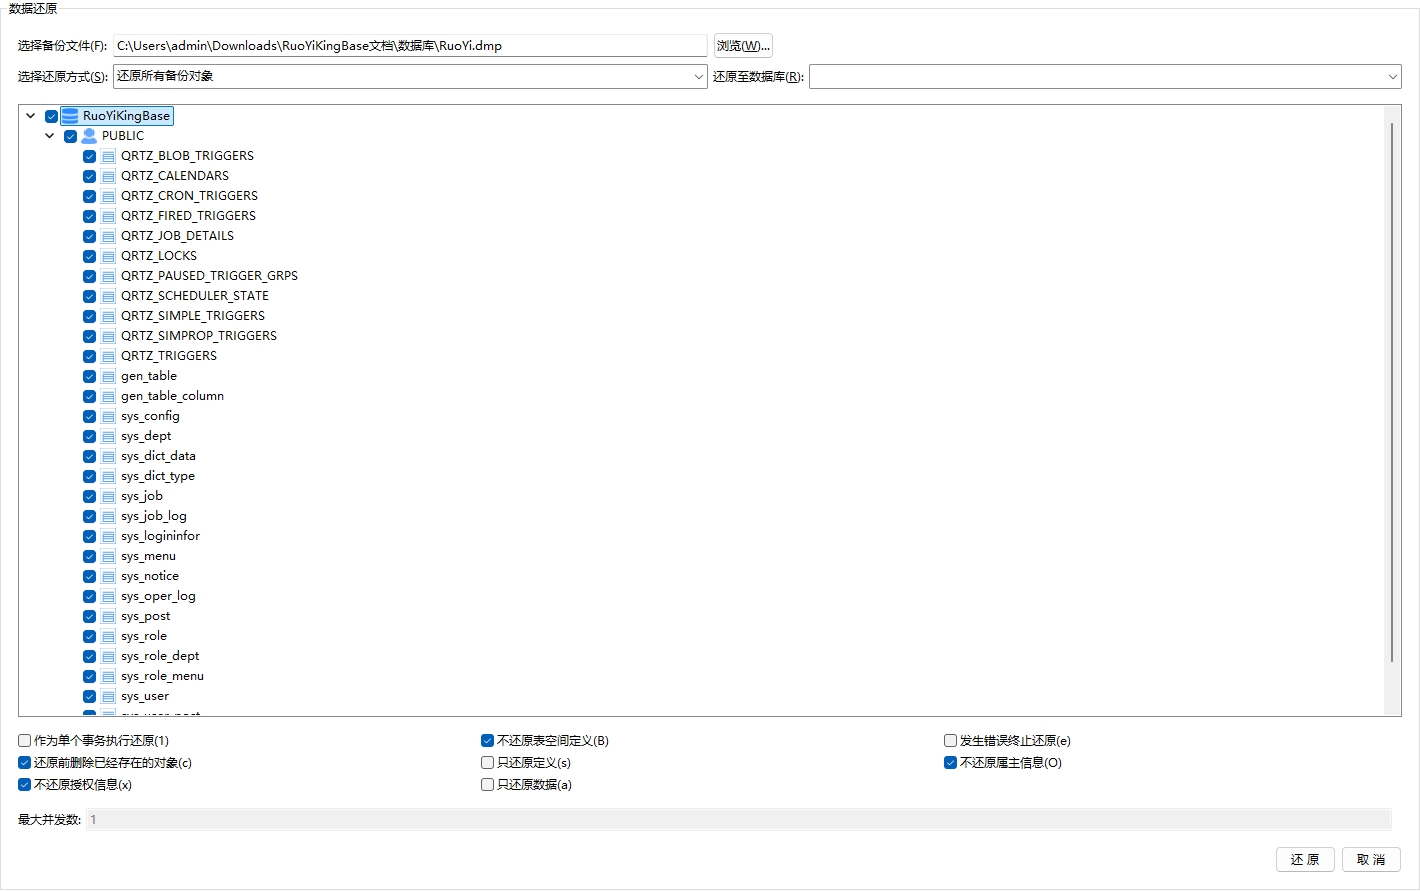 数据还原
选择备份文件(F): C:\Users\admin\Downloads\RuoYiKingBase文档\数据库\RuoYi.dmp 浏览(W)...
选择还原方式(S): 还原所有备份对象 还原至数据库(R):
RuoYiKingBase
PUBLIC
QRTZ_BLOB_TRIGGERS
QRTZ_CALENDARS
QRTZ_CRON_TRIGGERS
QRTZ_FIRED_TRIGGERS
QRTZ_JOB_DETAILS
QRTZ_LOCKS
QRTZ_PAUSED_TRIGGER_GRPS
QRTZ_SCHEDULER_STATE
QRTZ_SIMPLE_TRIGGERS
QRTZ_SIMPROP_TRIGGERS
QRTZ_TRIGGERS
gen_table
gen_table_column
sys_config
sys_dept
sys_dict_data
sys_dict_type
sys_job
sys_job_log
sys_logininfor
sys_menu
sys_notice
sys_oper_log
sys_post
sys_role
sys_role_dept
sys_role_menu
sys_user
作为单个事务执行还原(1) 不还原表空间定义(B) 发生错误终止还原(e)
还原前删除已经存在的对象(c) 只还原定义(s) 不还原属主信息(O)
不还原授权信息(x) 只还原数据(a)
最大并发数: 1
还 原 取 消